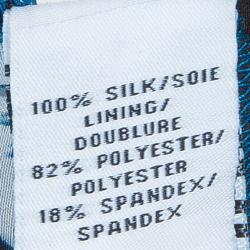 100% SILK/SOIE
LINING/
DOUBLURE
82% POLYESTER/
POLYESTER
18% SPANDEX/
SPANDEX